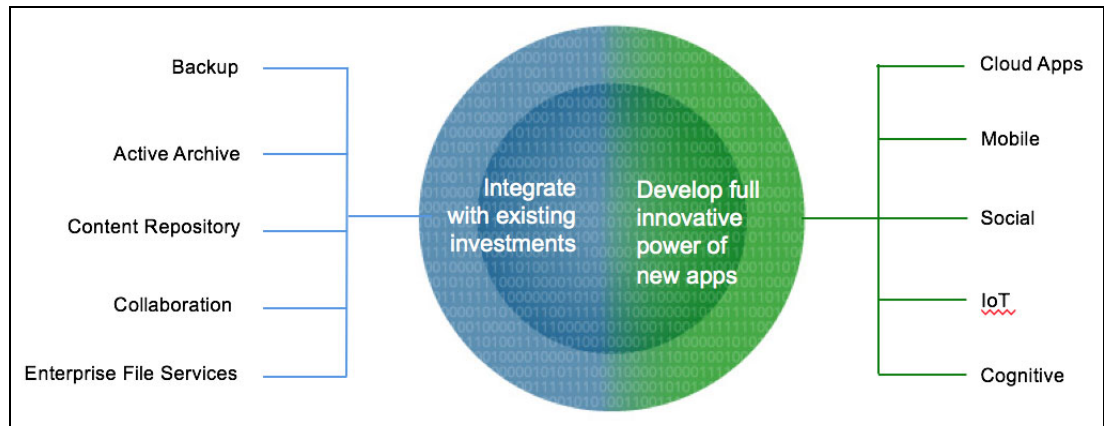 Backup
Active Archive
Content Repository
Collaboration
Enterprise File Services
Integrate
with existing
investments
Develop full
innovative
power of
new apps
Cloud Apps
Mobile
Social
IoT
Cognitive